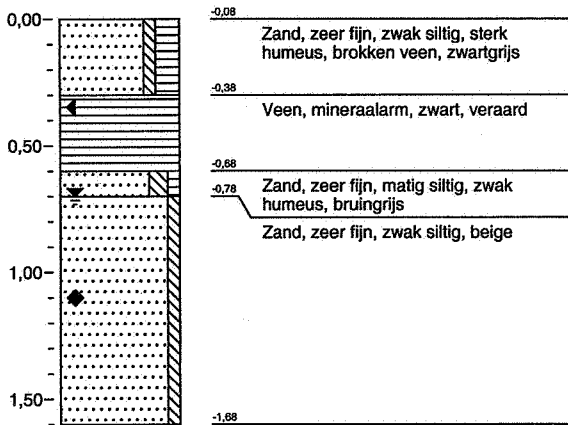 0,00
-0,08
Zand, zeer fijn, zwak siltig, sterk
humeus, brokken veen, zwartgrijs
-0,38
Veen, mineraalarm, zwart, veraard
0,50
-0,68
Zand, zeer fijn, matig siltig, zwak
humeus, bruingrijs
-0,78
Zand, zeer fijn, zwak siltig, beige
1,00
1,50
-1,68